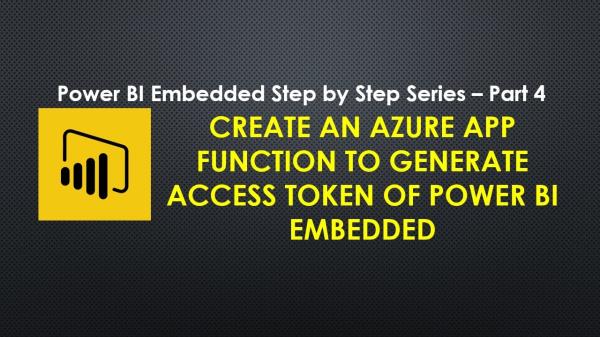 Power BI Embedded Step by Step Series – Part 4
CREATE AN AZURE APP
FUNCTION TO GENERATE
ACCESS TOKEN OF POWER BI
EMBEDDED